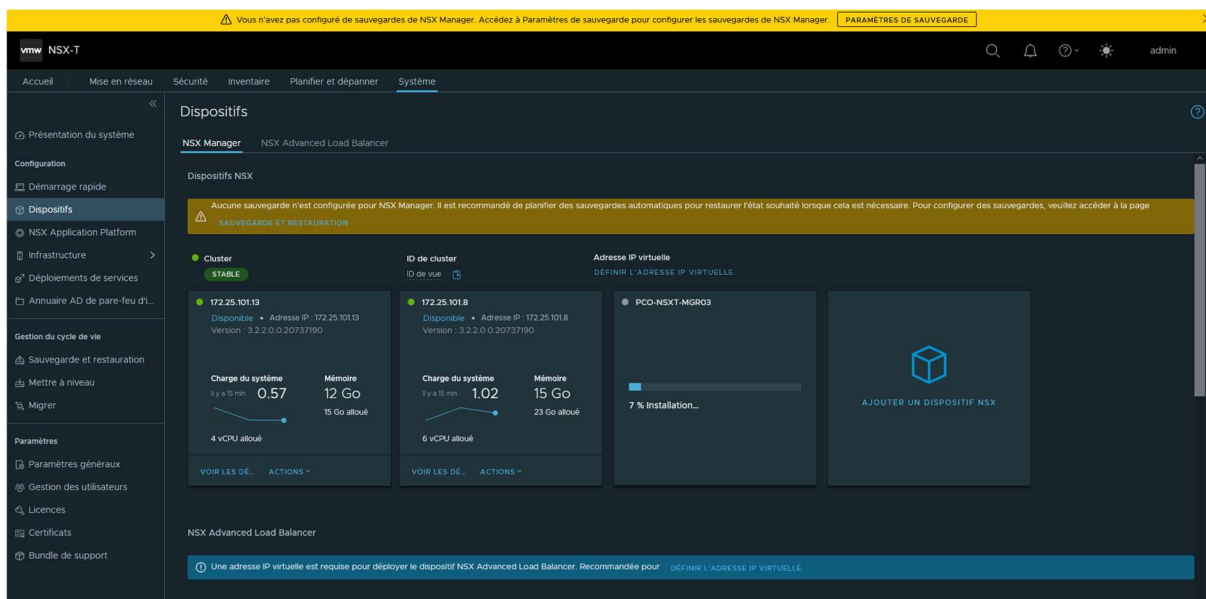 Vous n'avez pas configuré de sauvegardes de NSX Manager. Accédez à Paramètres de sauvegarde pour configurer les sauvegardes de NSX Manager. PARAMÈTRES DE SAUVEGARDE
vmw NSX-T
admin
Accueil Mise en réseau Sécurité Inventaire Planifier et dépanner Système
Présentation du système
Configuration
Démarrage rapide
Dispositifs
NSX Application Platform
Infrastructure
Déploiements de services
Annuaire AD de pare-feu d'i...
Gestion du cycle de vie
Sauvegarde et restauration
Mettre à niveau
Migrer
Paramètres
Paramètres généraux
Gestion des utilisateurs
Licences
Certificats
Bundle de support
Dispositifs
NSX Manager NSX Advanced Load Balancer
Dispositifs NSX
Aucune sauvegarde n'est configurée pour NSX Manager. Il est recommandé de planifier des sauvegardes automatiques pour restaurer l'état souhaité lorsque cela est nécessaire. Pour configurer des sauvegardes, veuillez accéder à la page
SAUVEGARDE ET RESTAURATION
Cluster
STABLE
ID de cluster
ID de vue
Adresse IP virtuelle
DÉFINIR L'ADRESSE IP VIRTUELLE
172.25.101.13
Disponible • Adresse IP : 172.25.101.13
Version : 3.2.2.0.0.20737190
Charge du système
Il y a 15 min. 0.57
Mémoire
12 Go
15 Go alloué
4 vCPU alloué
VOIR LES DÉ... ACTIONS
172.25.101.8
Disponible • Adresse IP : 172.25.101.8
Version : 3.2.2.0.0.20737190
Charge du système
Il y a 15 min. 1.02
Mémoire
15 Go
23 Go alloué
6 vCPU alloué
VOIR LES DÉ... ACTIONS
PCO-NSXT-MGR03
7 % Installation...
AJOUTER UN DISPOSITIF NSX
NSX Advanced Load Balancer
Une adresse IP virtuelle est requise pour déployer le dispositif NSX Advanced Load Balancer. Recommandée pour DÉFINIR L'ADRESSE IP VIRTUELLE